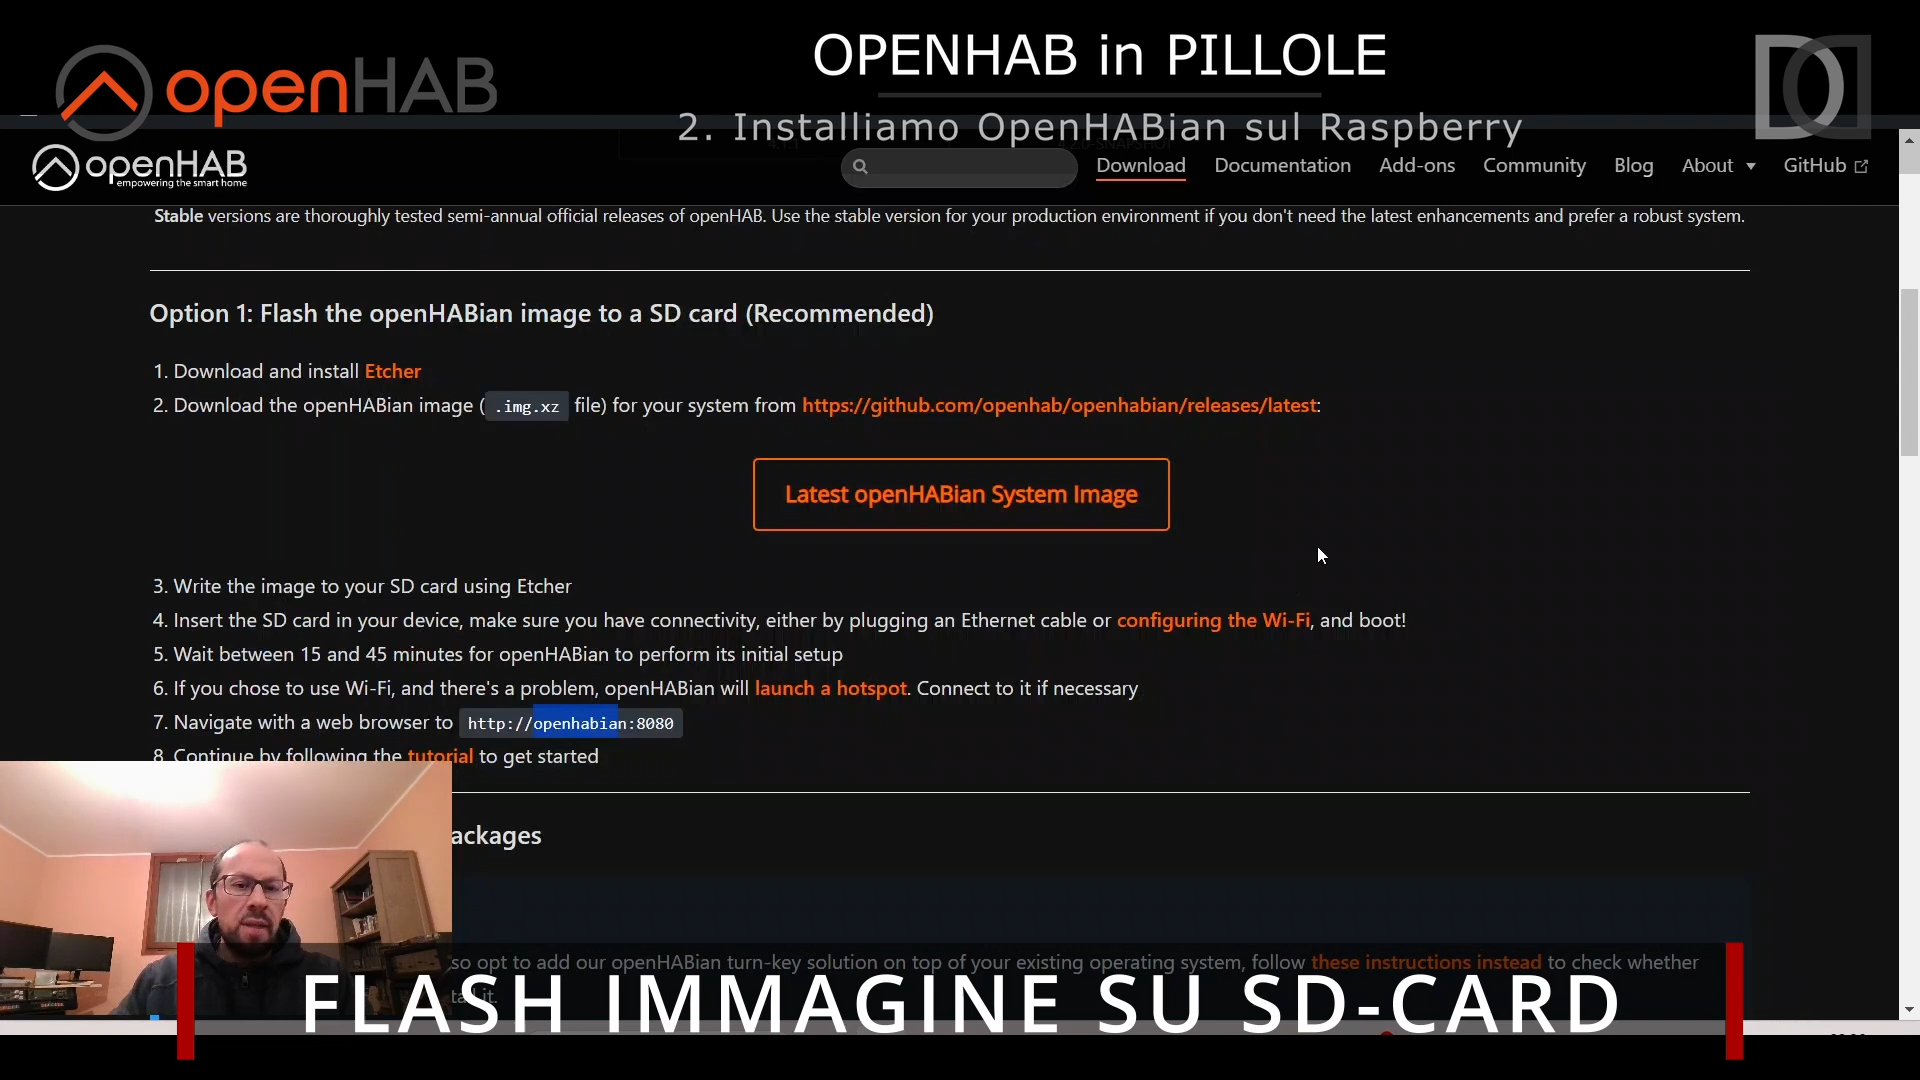 openHAB
OPENHAB in PILLOLE
2. Installiamo OpenHABian sul Raspberry
openHAB
empowering the smart home
Download Documentation Add-ons Community Blog About GitHub
Stable versions are thoroughly tested semi-annual official releases of openHAB. Use the stable version for your production environment if you don't need the latest enhancements and prefer a robust system.
Option 1: Flash the openHABian image to a SD card (Recommended)
1. Download and install Etcher
2. Download the openHABian image ( .img.xz file) for your system from https://github.com/openhab/openhabian/releases/latest:
Latest openHABian System Image
3. Write the image to your SD card using Etcher
4. Insert the SD card in your device, make sure you have connectivity, either by plugging an Ethernet cable or configuring the Wi-Fi, and boot!
5. Wait between 15 and 45 minutes for openHABian to perform its initial setup
6. If you chose to use Wi-Fi, and there's a problem, openHABian will launch a hotspot. Connect to it if necessary
7. Navigate with a web browser to http://openhabian:8080
8. Continue by following the tutorial to get started
ackages
so opt to add our openHABian turn-key solution on top of your existing operating system, follow these instructions instead to check whether
it.
FLASH IMMAGINE SU SD-CARD